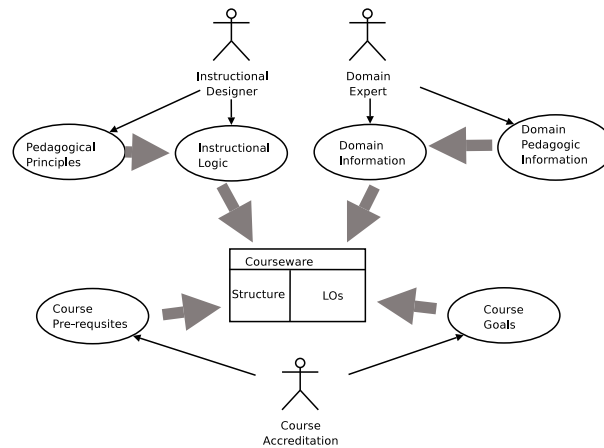 Instructional
Designer
Domain
Expert
Pedagogical
Principles
Instructional
Logic
Domain
Information
Domain
Pedagogic
Information
Courseware
Structure
LOs
Course
Pre-requsites
Course
Goals
Course
Accreditation